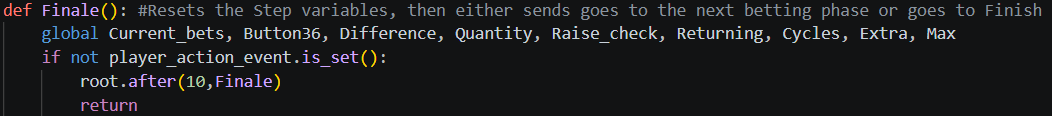 def Finale(): #Resets the Step variables, then either sends goes to the next betting phase or goes to Finish
    global Current_bets, Button36, Difference, Quantity, Raise_check, Returning, Cycles, Extra, Max
    if not player_action_event.is_set():
        root.after(10,Finale)
        return